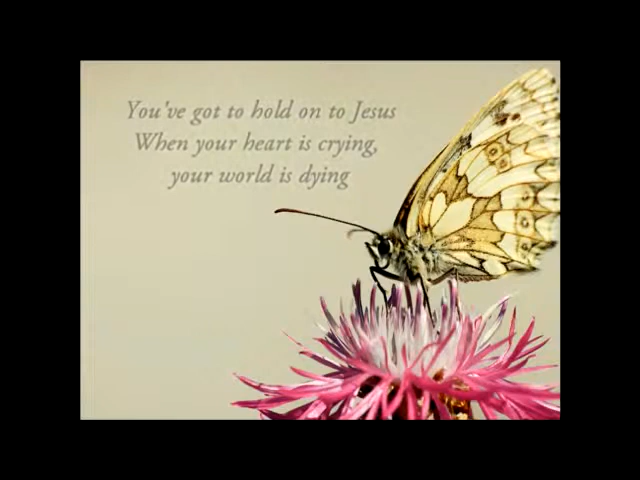 You've got to hold on to Jesus
When your heart is crying,
your world is dying